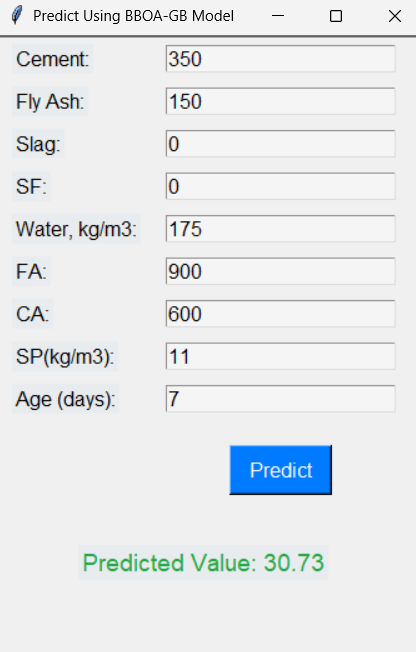 Predict Using BBOA-GB Model
Cement: 350
Fly Ash: 150
Slag: 0
SF: 0
Water, kg/m3: 175
FA: 900
CA: 600
SP(kg/m3): 11
Age (days): 7
Predict
Predicted Value: 30.73